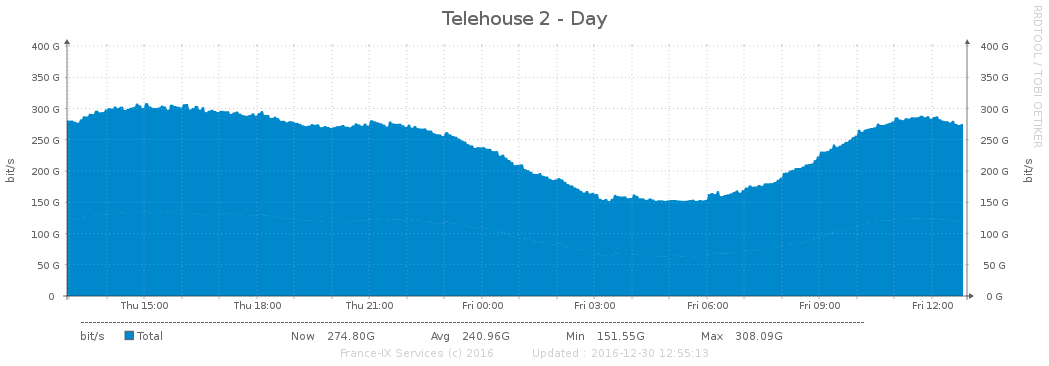 Telehouse 2 - Day
RRDTOOL / TOBI OETIKER
400 G 400 G
350 G 350 G
300 G 300 G
250 G 250 G
200 G 200 G
150 G 150 G
100 G 100 G
50 G 50 G
0 0 G
bit/s bit/s
Thu 15:00 Thu 18:00 Thu 21:00 Fri 00:00 Fri 03:00 Fri 06:00 Fri 09:00 Fri 12:00
bit/s Total Now 274.80G Avg 240.96G Min 151.55G Max 308.09G
France-IX Services (c) 2016 Updated : 2016-12-30 12:55:13